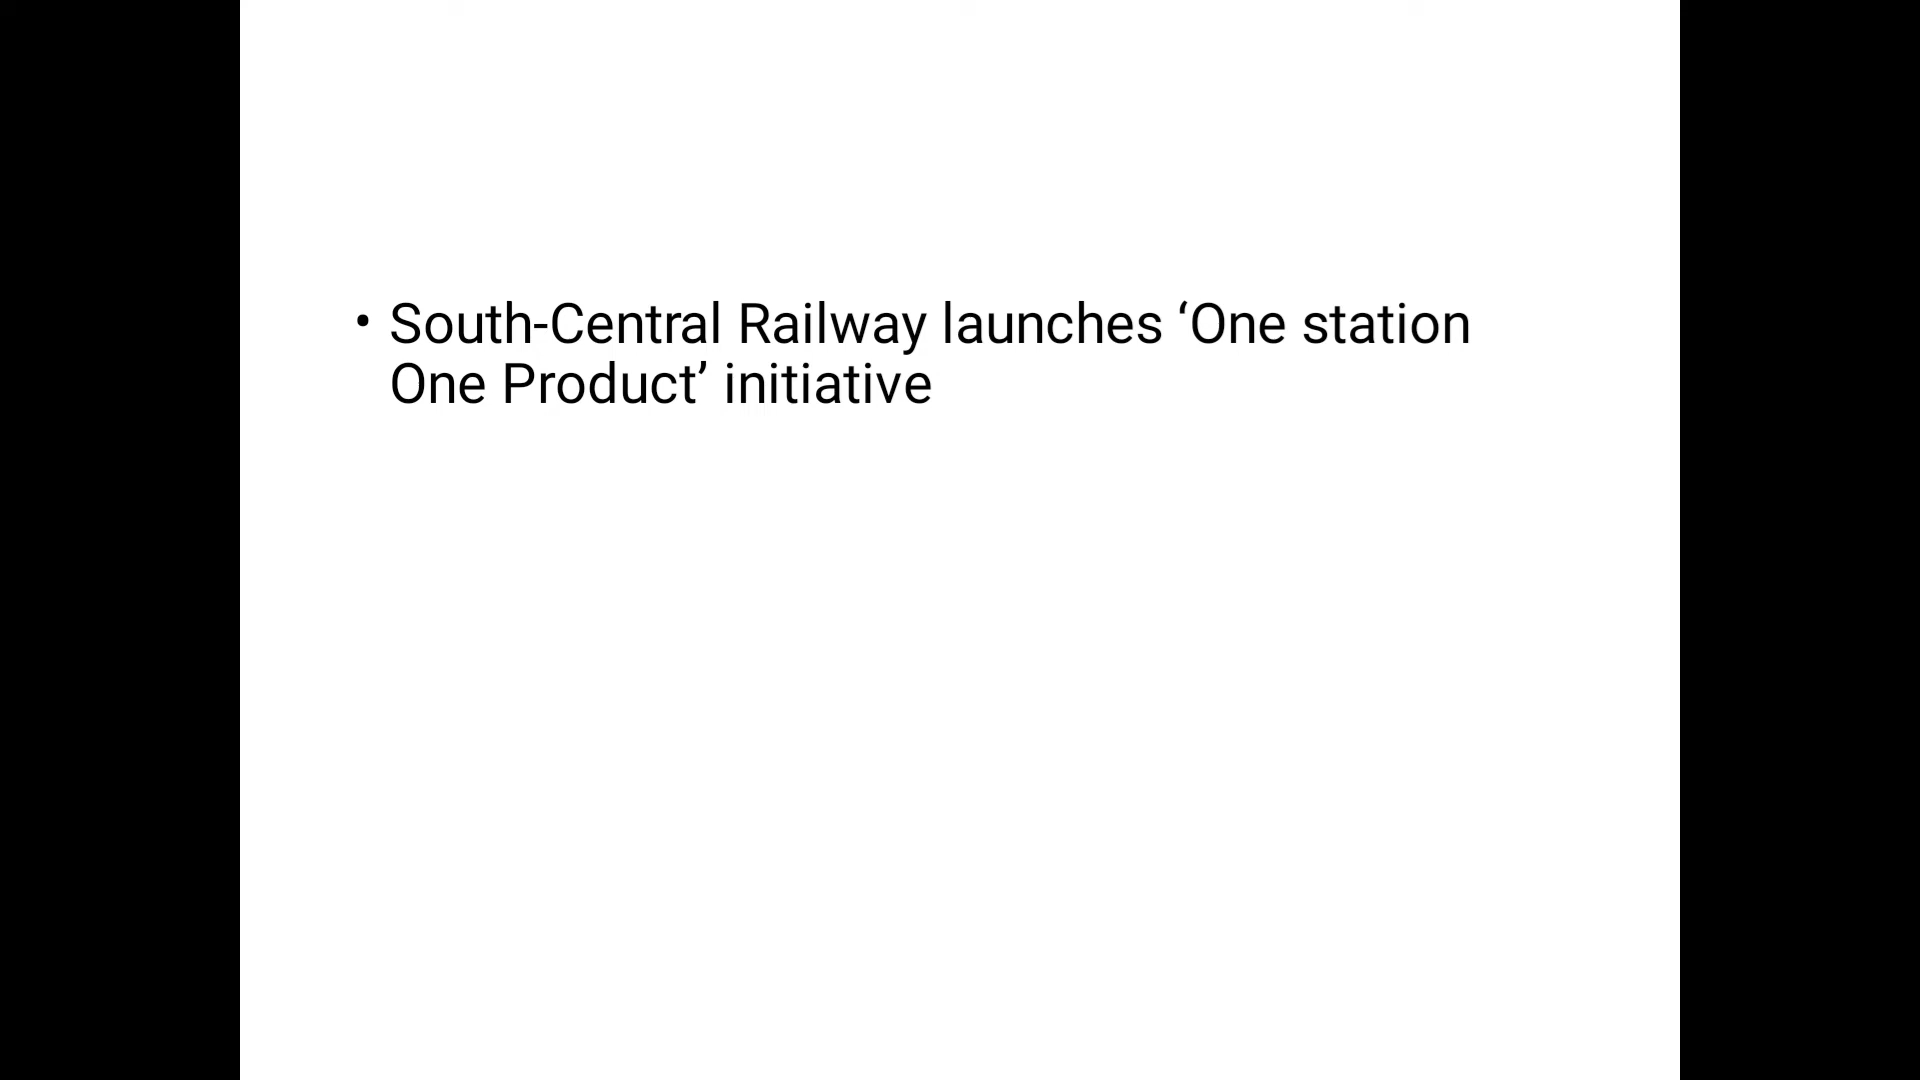 • South-Central Railway launches ‘One station
One Product’ initiative